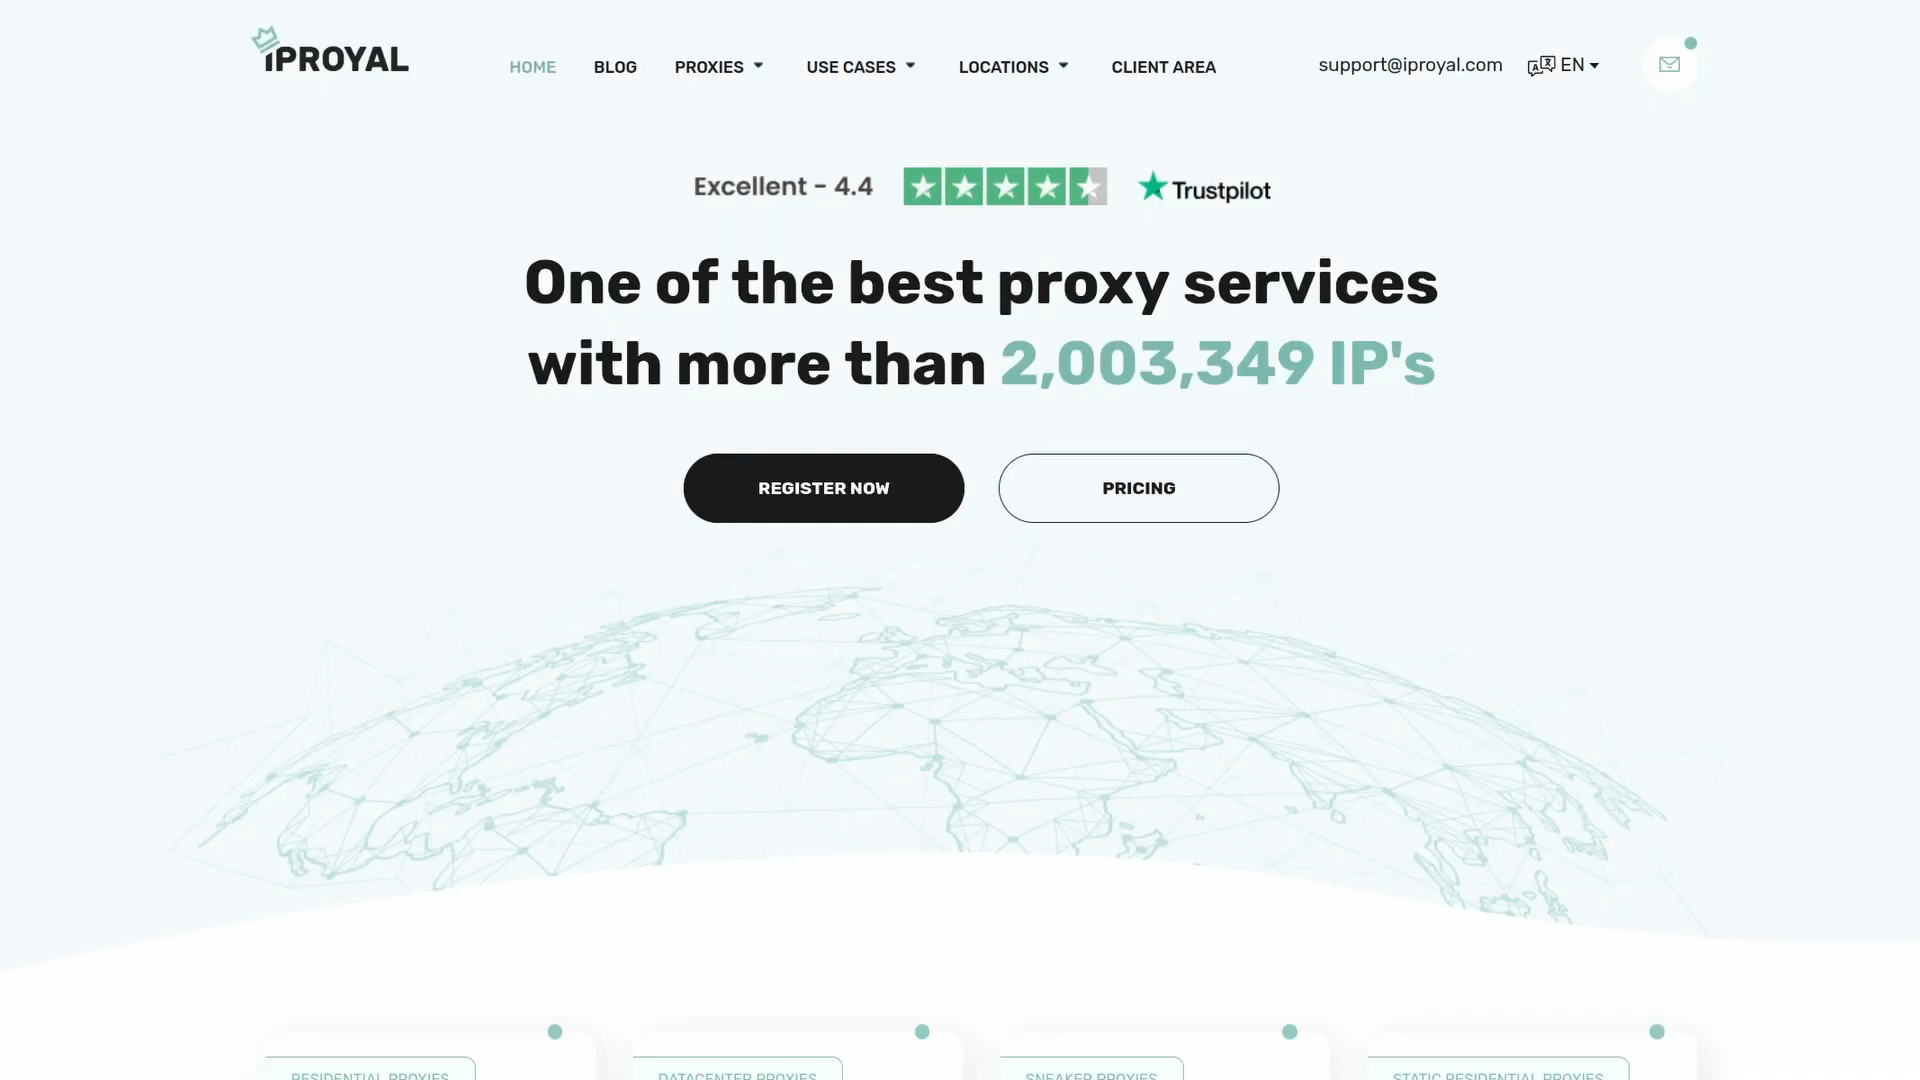 IPROYAL
HOME
BLOG
PROXIES
USE CASES
LOCATIONS
CLIENT AREA
support@iproyal.com
EN
Excellent - 4.4
Trustpilot
One of the best proxy services
with more than 2,003,349 IP's
REGISTER NOW
PRICING
RESIDENTIAL PROXIES
DATACENTER PROXIES
SNEAKER PROXIES
STATIC RESIDENTIAL PROXIES